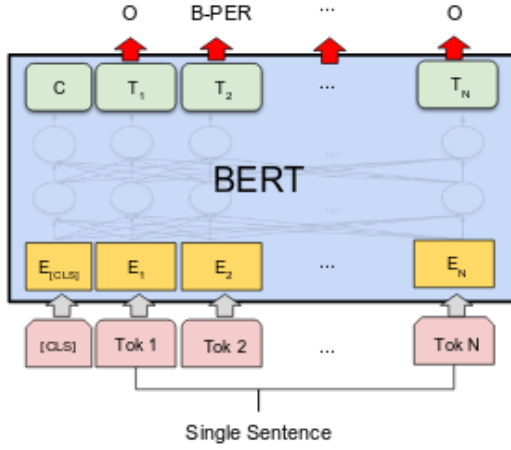 O B-PER ... O
C T1 T2 ... TN
...
BERT
...
E[CLS] E1 E2 ... EN
[CLS] Tok 1 Tok 2 ... Tok N
Single Sentence